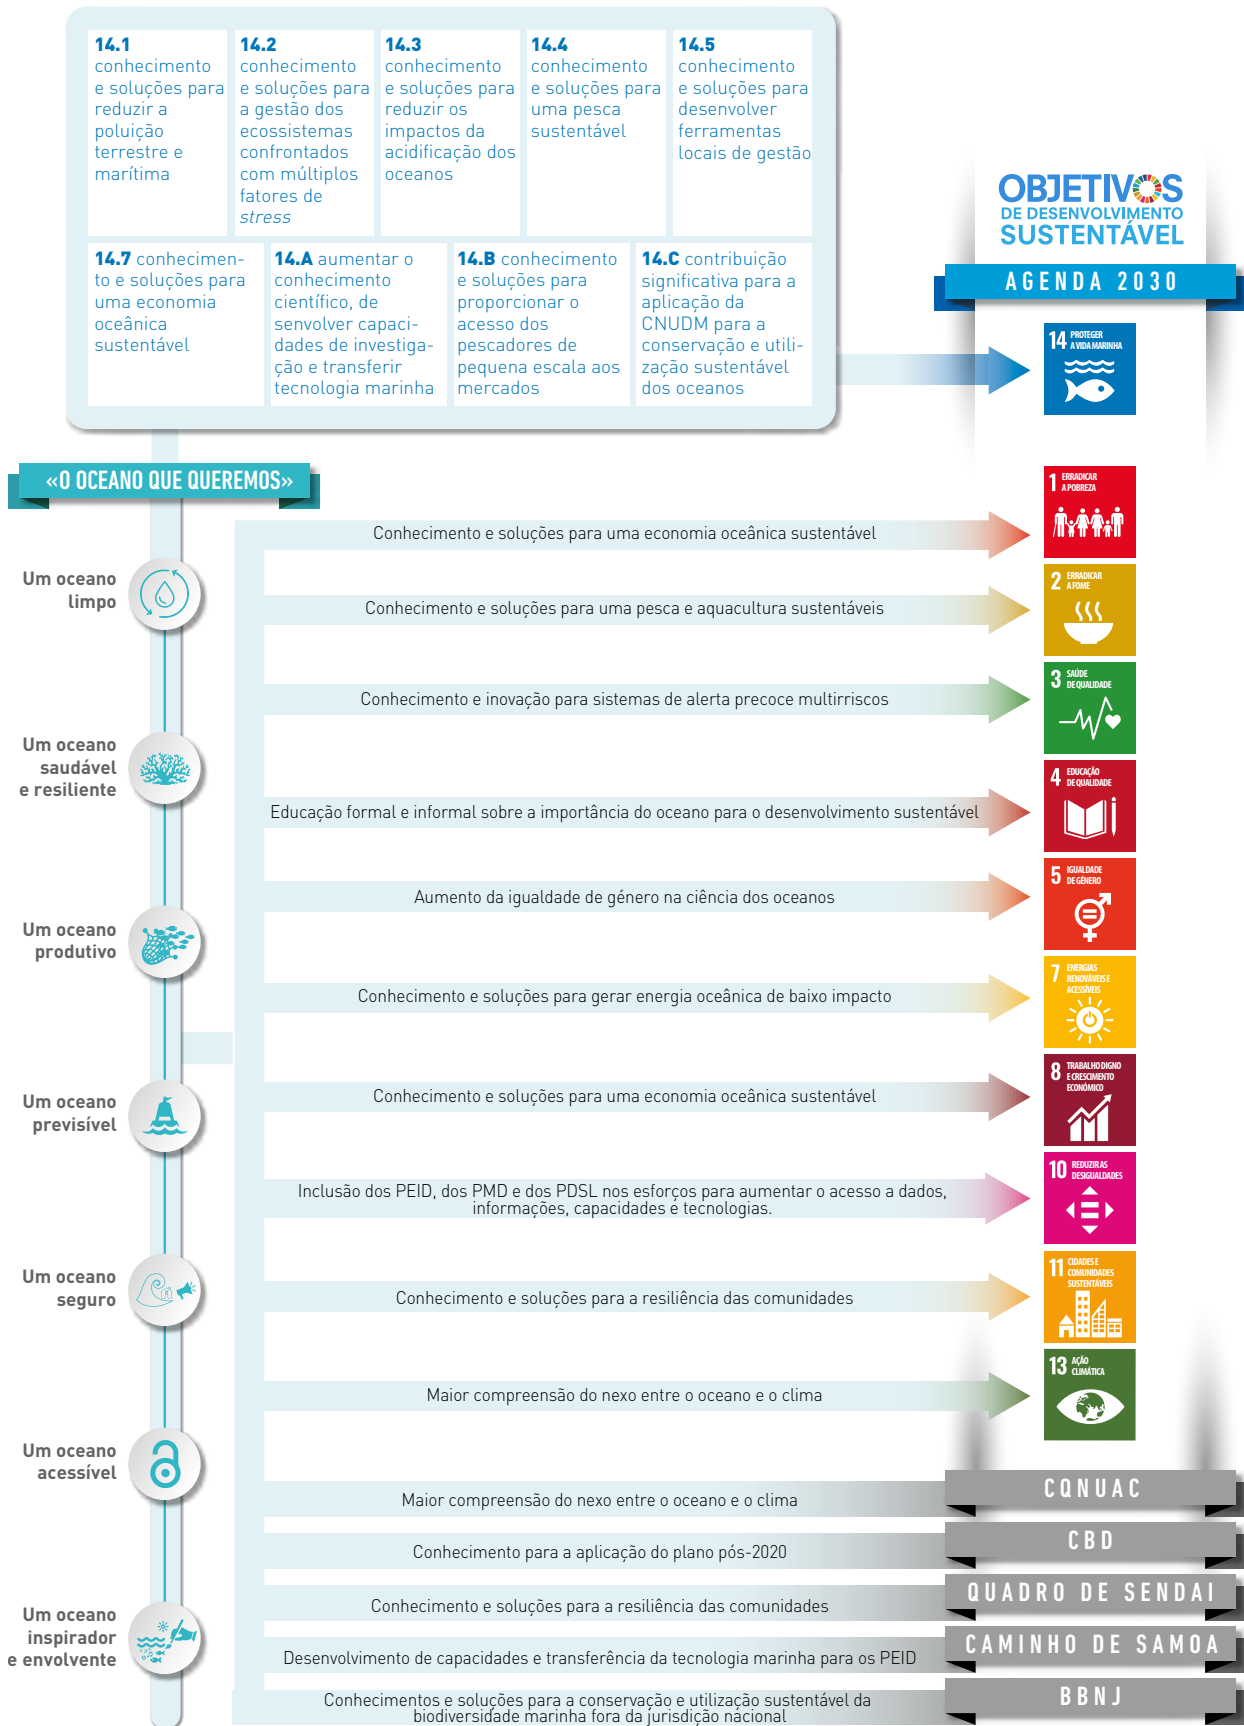 14.1
conhecimento
e soluções para
reduzir a
poluição
terrestre e
marítima
14.2
conhecimento
e soluções para
a gestão dos
ecossistemas
confrontados
com múltiplos
fatores de
stress
14.3
conhecimento
e soluções para
reduzir os
impactos da
acidificação dos
oceanos
14.4
conhecimento
e soluções para
uma pesca
sustentável
14.5
conhecimento
e soluções para
desenvolver
ferramentas
locais de gestão
14.7 conhecimen-
to e soluções para
uma economia
oceânica
sustentável
14.A aumentar o
conhecimento
científico, de
senvolver capaci-
dades de investiga-
ção e transferir
tecnologia marinha
14.B conhecimento
e soluções para
proporcionar o
acesso dos
pescadores de
pequena escala aos
mercados
14.C contribuição
significativa para a
aplicação da
CNUDM para a
conservação e utili-
zação sustentável
dos oceanos
OBJETIVOS
DE DESENVOLVIMENTO
SUSTENTÁVEL
AGENDA 2030
14 PROTEGER
A VIDA MARINHA
«O OCEANO QUE QUEREMOS»
Um oceano
limpo
Um oceano
saudável
e resiliente
Um oceano
produtivo
Um oceano
previsível
Um oceano
seguro
Um oceano
acessível
Um oceano
inspirador
e envolvente
Conhecimento e soluções para uma economia oceânica sustentável
1 ERRADICAR
A POBREZA
Conhecimento e soluções para uma pesca e aquacultura sustentáveis
2 ERRADICAR
A FOME
Conhecimento e inovação para sistemas de alerta precoce multirriscos
3 SAÚDE
DE QUALIDADE
Educação formal e informal sobre a importância do oceano para o desenvolvimento sustentável
4 EDUCAÇÃO
DE QUALIDADE
Aumento da igualdade de género na ciência dos oceanos
5 IGUALDADE
DE GÉNERO
Conhecimento e soluções para gerar energia oceânica de baixo impacto
7 ENERGIAS
RENOVÁVEIS E
ACESSÍVEIS
Conhecimento e soluções para uma economia oceânica sustentável
8 TRABALHO DIGNO
E CRESCIMENTO
ECONÓMICO
Inclusão dos PEID, dos PMD e dos PDSL nos esforços para aumentar o acesso a dados,
informações, capacidades e tecnologias.
10 REDUZIR AS
DESIGUALDADES
Conhecimento e soluções para a resiliência das comunidades
11 CIDADES E
COMUNIDADES
SUSTENTÁVEIS
Maior compreensão do nexo entre o oceano e o clima
13 AÇÃO
CLIMÁTICA
Maior compreensão do nexo entre o oceano e o clima
CQNUAC
Conhecimento para a aplicação do plano pós-2020
CBD
Conhecimento e soluções para a resiliência das comunidades
QUADRO DE SENDAI
Desenvolvimento de capacidades e transferência da tecnologia marinha para os PEID
CAMINHO DE SAMOA
Conhecimentos e soluções para a conservação e utilização sustentável da
biodiversidade marinha fora da jurisdição nacional
BBNJ